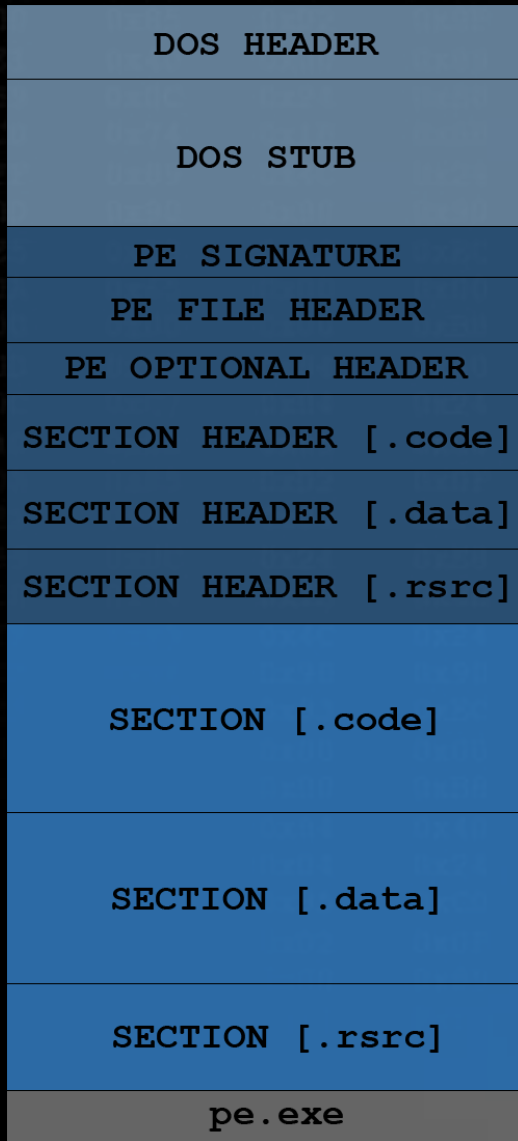 DOS HEADER
DOS STUB
PE SIGNATURE
PE FILE HEADER
PE OPTIONAL HEADER
SECTION HEADER [.code]
SECTION HEADER [.data]
SECTION HEADER [.rsrc]
SECTION [.code]
SECTION [.data]
SECTION [.rsrc]
pe.exe